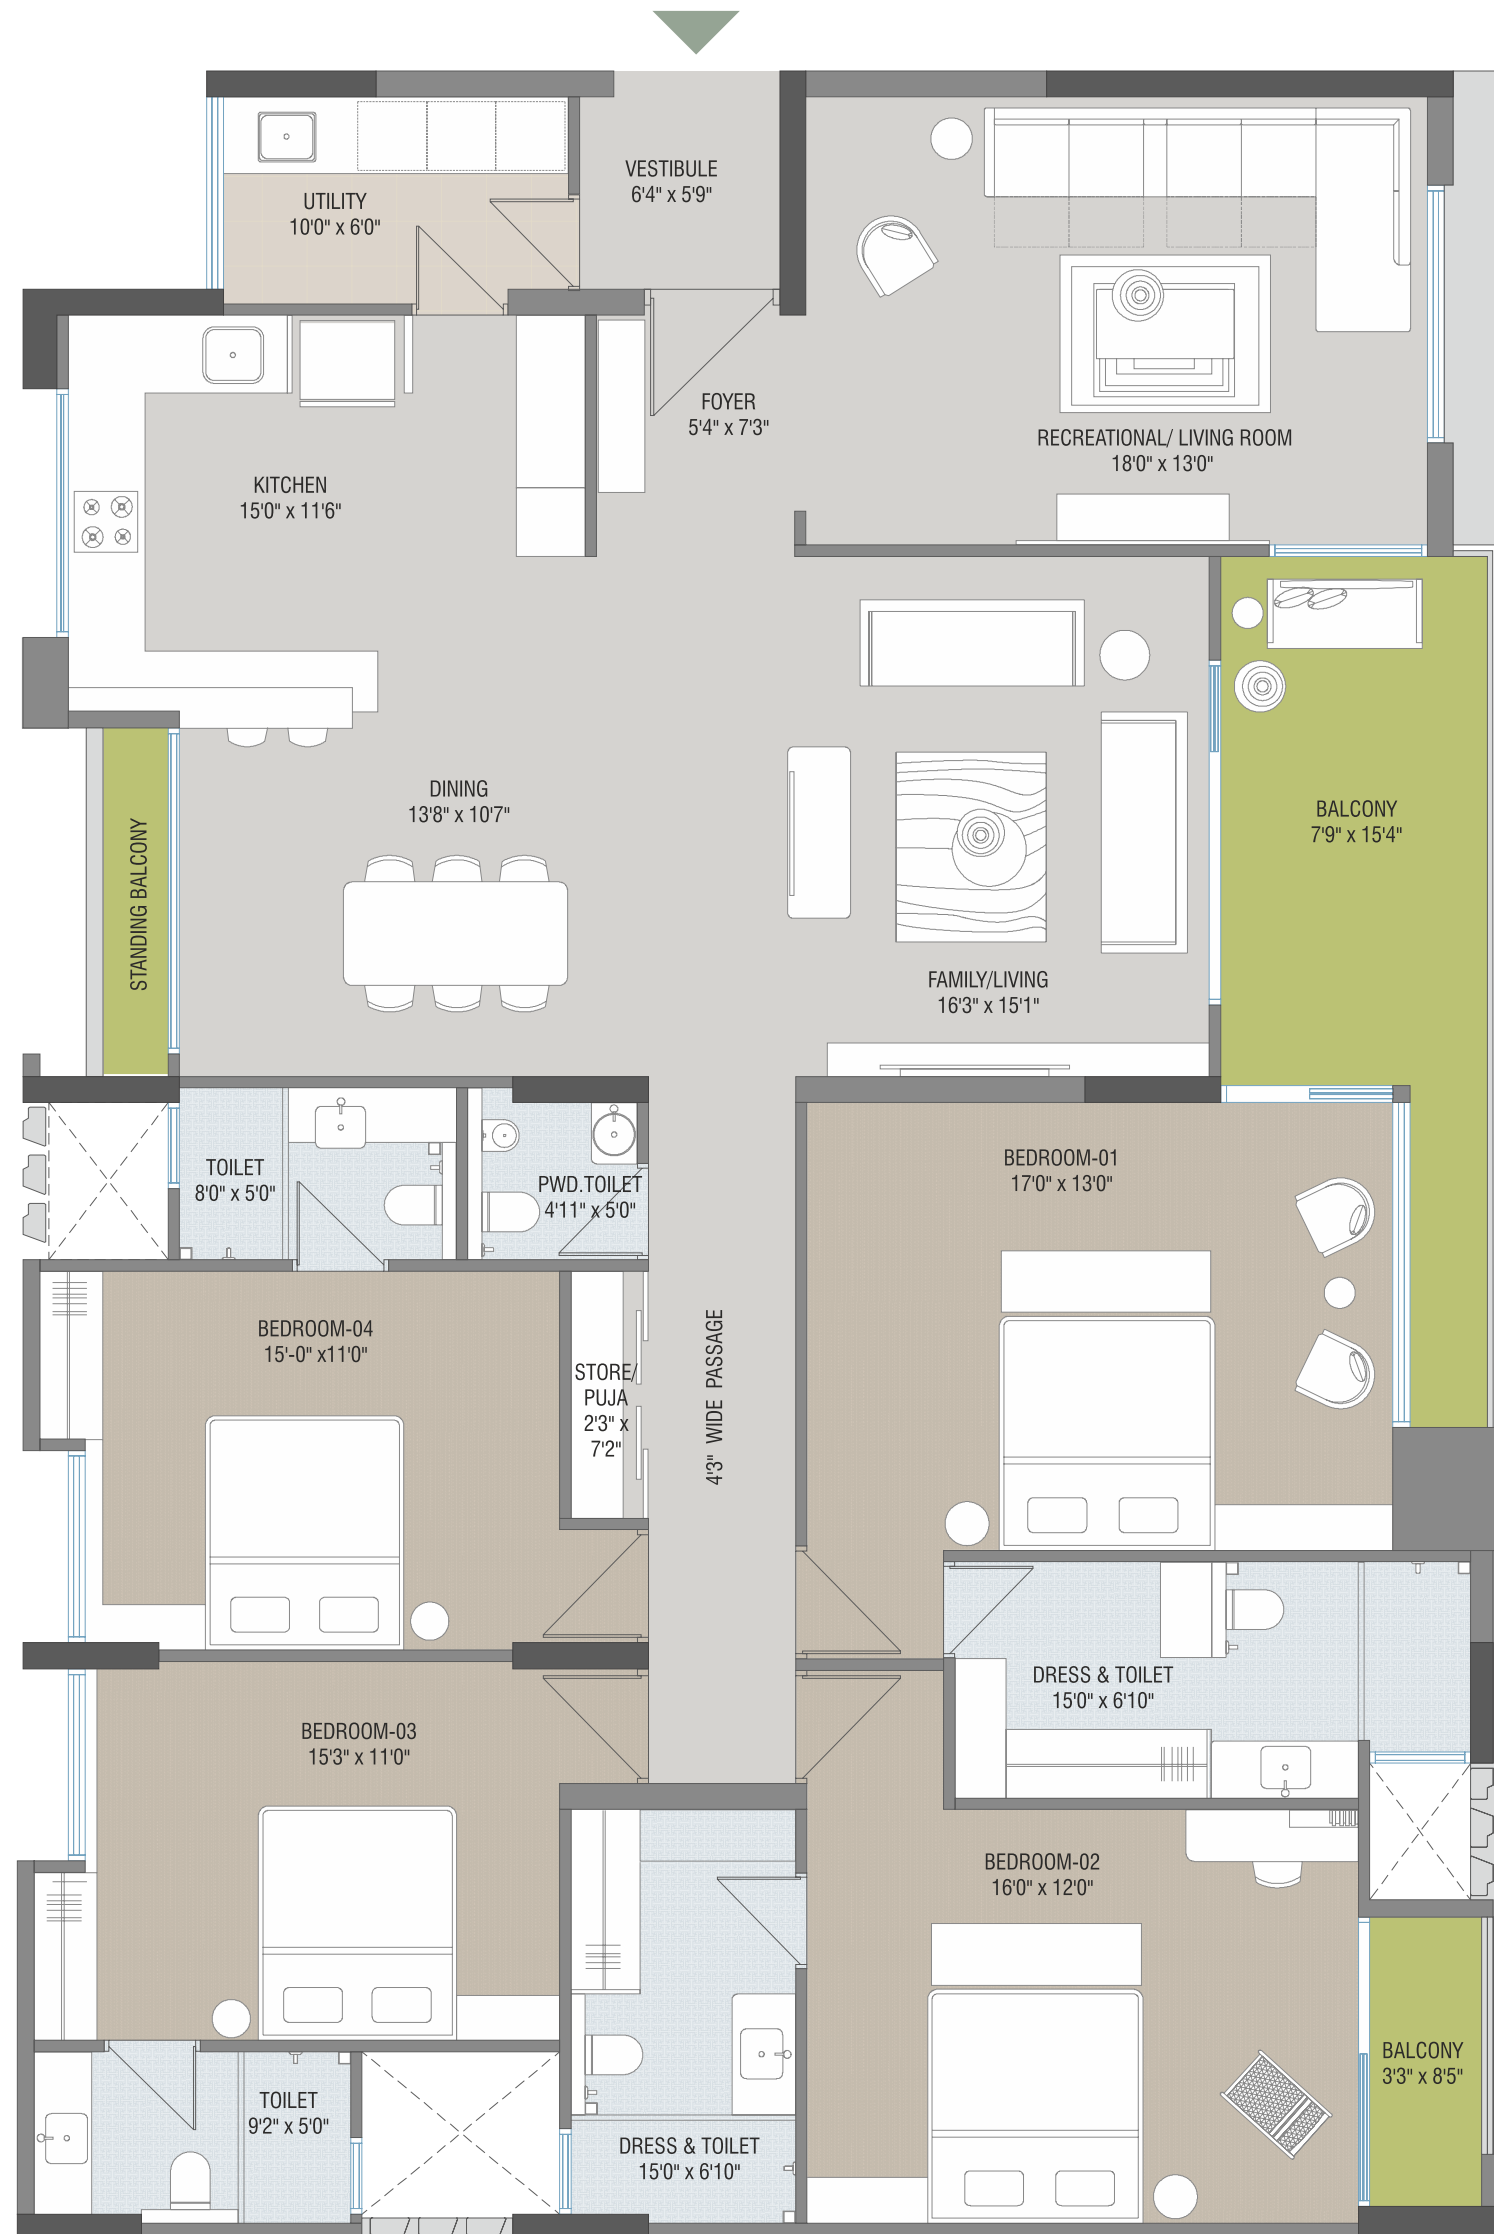 VESTIBULE
6'4" x 5'9"
UTILITY
10'0" x 6'0"
FOYER
5'4" x 7'3"
RECREATIONAL/ LIVING ROOM
18'0" x 13'0"
KITCHEN
15'0" x 11'6"
DINING
13'8" x 10'7"
BALCONY
7'9" x 15'4"
STANDING BALCONY
FAMILY/LIVING
16'3" x 15'1"
TOILET
8'0" x 5'0"
PWD.TOILET
4'11" x 5'0"
BEDROOM-01
17'0" x 13'0"
BEDROOM-04
15'-0" x11'0"
STORE/
PUJA
2'3" x
7'2"
4'3" WIDE PASSAGE
DRESS & TOILET
15'0" x 6'10"
BEDROOM-03
15'3" x 11'0"
BEDROOM-02
16'0" x 12'0"
BALCONY
3'3" x 8'5"
TOILET
9'2" x 5'0"
DRESS & TOILET
15'0" x 6'10"